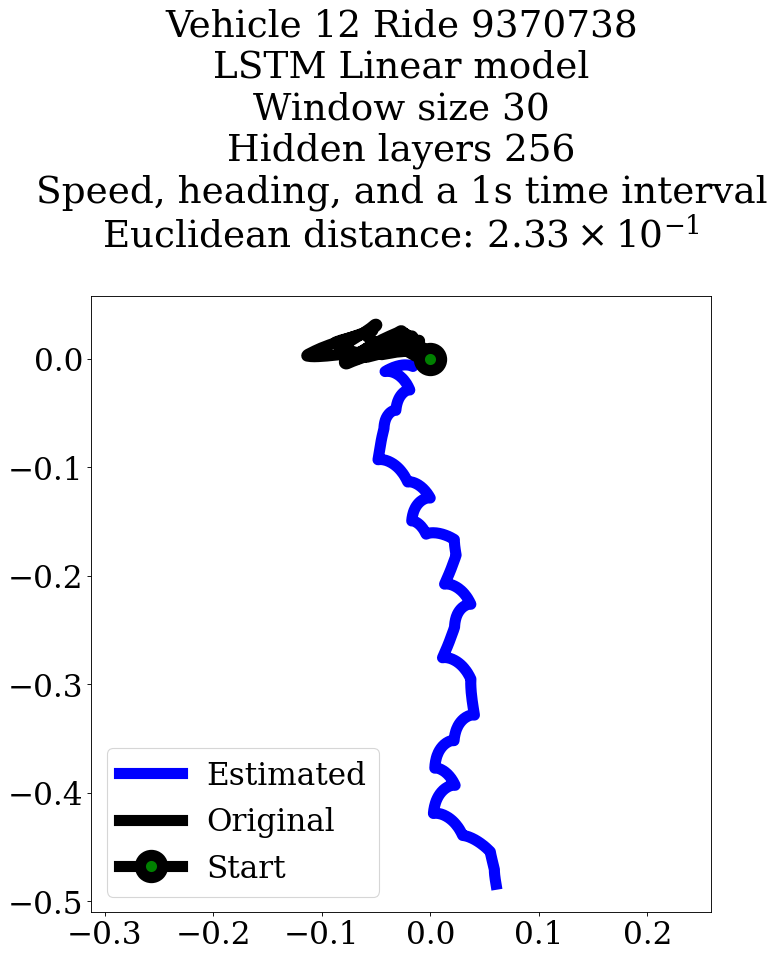 Vehicle 12 Ride 9370738
LSTM Linear model
Window size 30
Hidden layers 256
Speed, heading, and a 1s time interval
Euclidean distance: 2.33 × 10⁻¹
0.0
−0.1
−0.2
−0.3
−0.4
−0.5
Estimated
Original
Start
−0.3 −0.2 −0.1 0.0 0.1 0.2